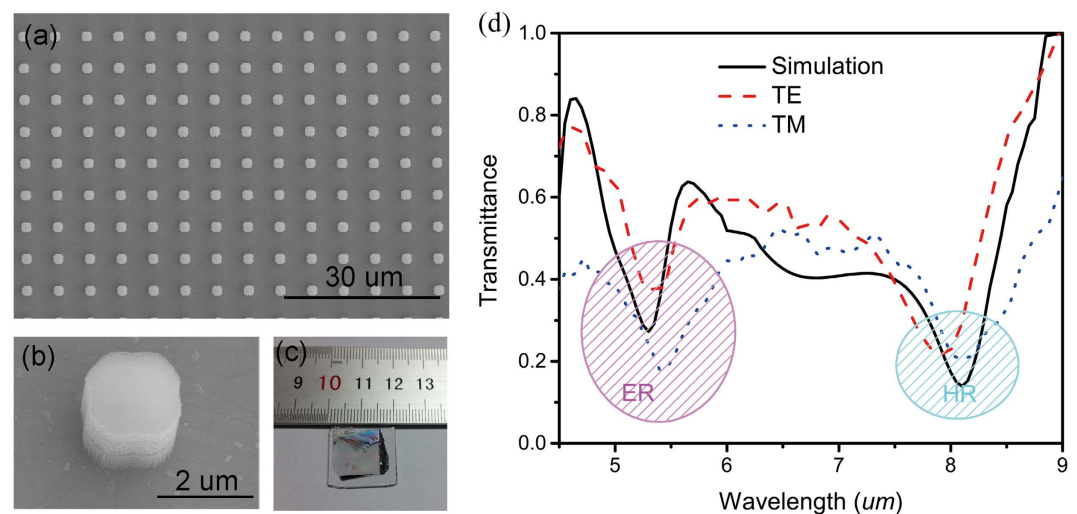 (a)
30 um
(b)
2 um
(c)
mm
9 10 11 12 13
(d)
Simulation
TE
TM
ER
HR
Transmittance
1.0
0.8
0.6
0.4
0.2
0.0
5 6 7 8 9
Wavelength (um)